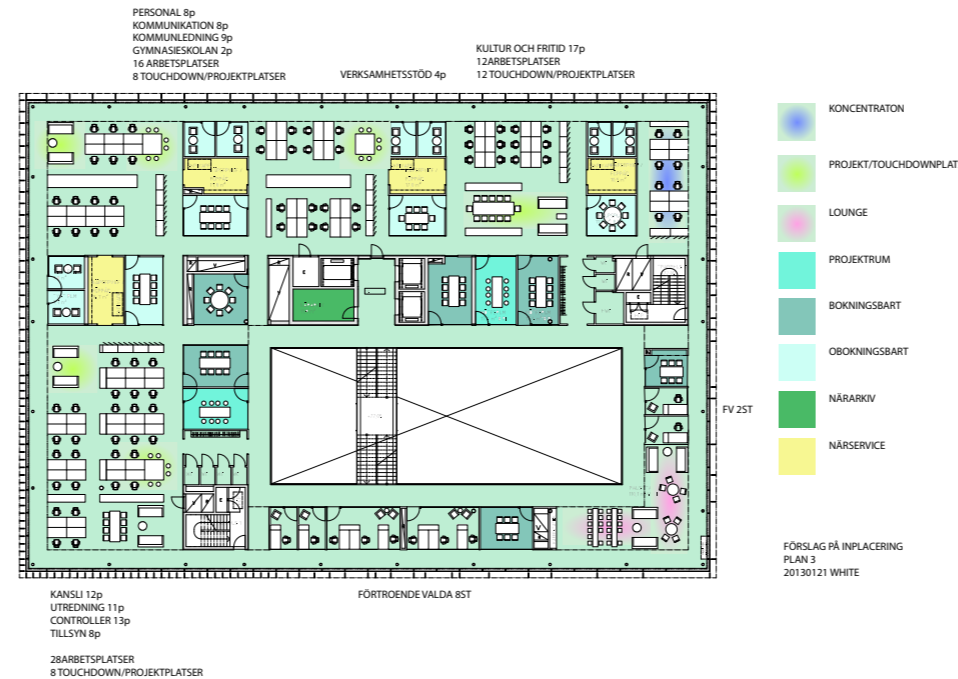 PERSONAL 8p
KOMMUNIKATION 8p
KOMMUNLEDNING 9p
GYMNASIESKOLAN 2p
16 ARBETSPLATSER
8 TOUCHDOWN/PROJEKTPLATSER
VERKSAMHETSSTÖD 4p
KULTUR OCH FRITID 17p
12ARBETSPLATSER
12 TOUCHDOWN/PROJEKTPLATSER
KONCENTRATON
PROJEKT/TOUCHDOWNPLAT
LOUNGE
PROJEKTRUM
BOKNINGSBART
OBOKNINGSBART
NÄRARKIV
NÄRSERVICE
FV 2ST
FÖRSLAG PÅ INPLACERING
PLAN 3
20130121 WHITE
KANSLI 12p
UTREDNING 11p
CONTROLLER 13p
TILLSYN 8p
28ARBETSPLATSER
8 TOUCHDOWN/PROJEKTPLATSER
FÖRTROENDE VALDA 8ST